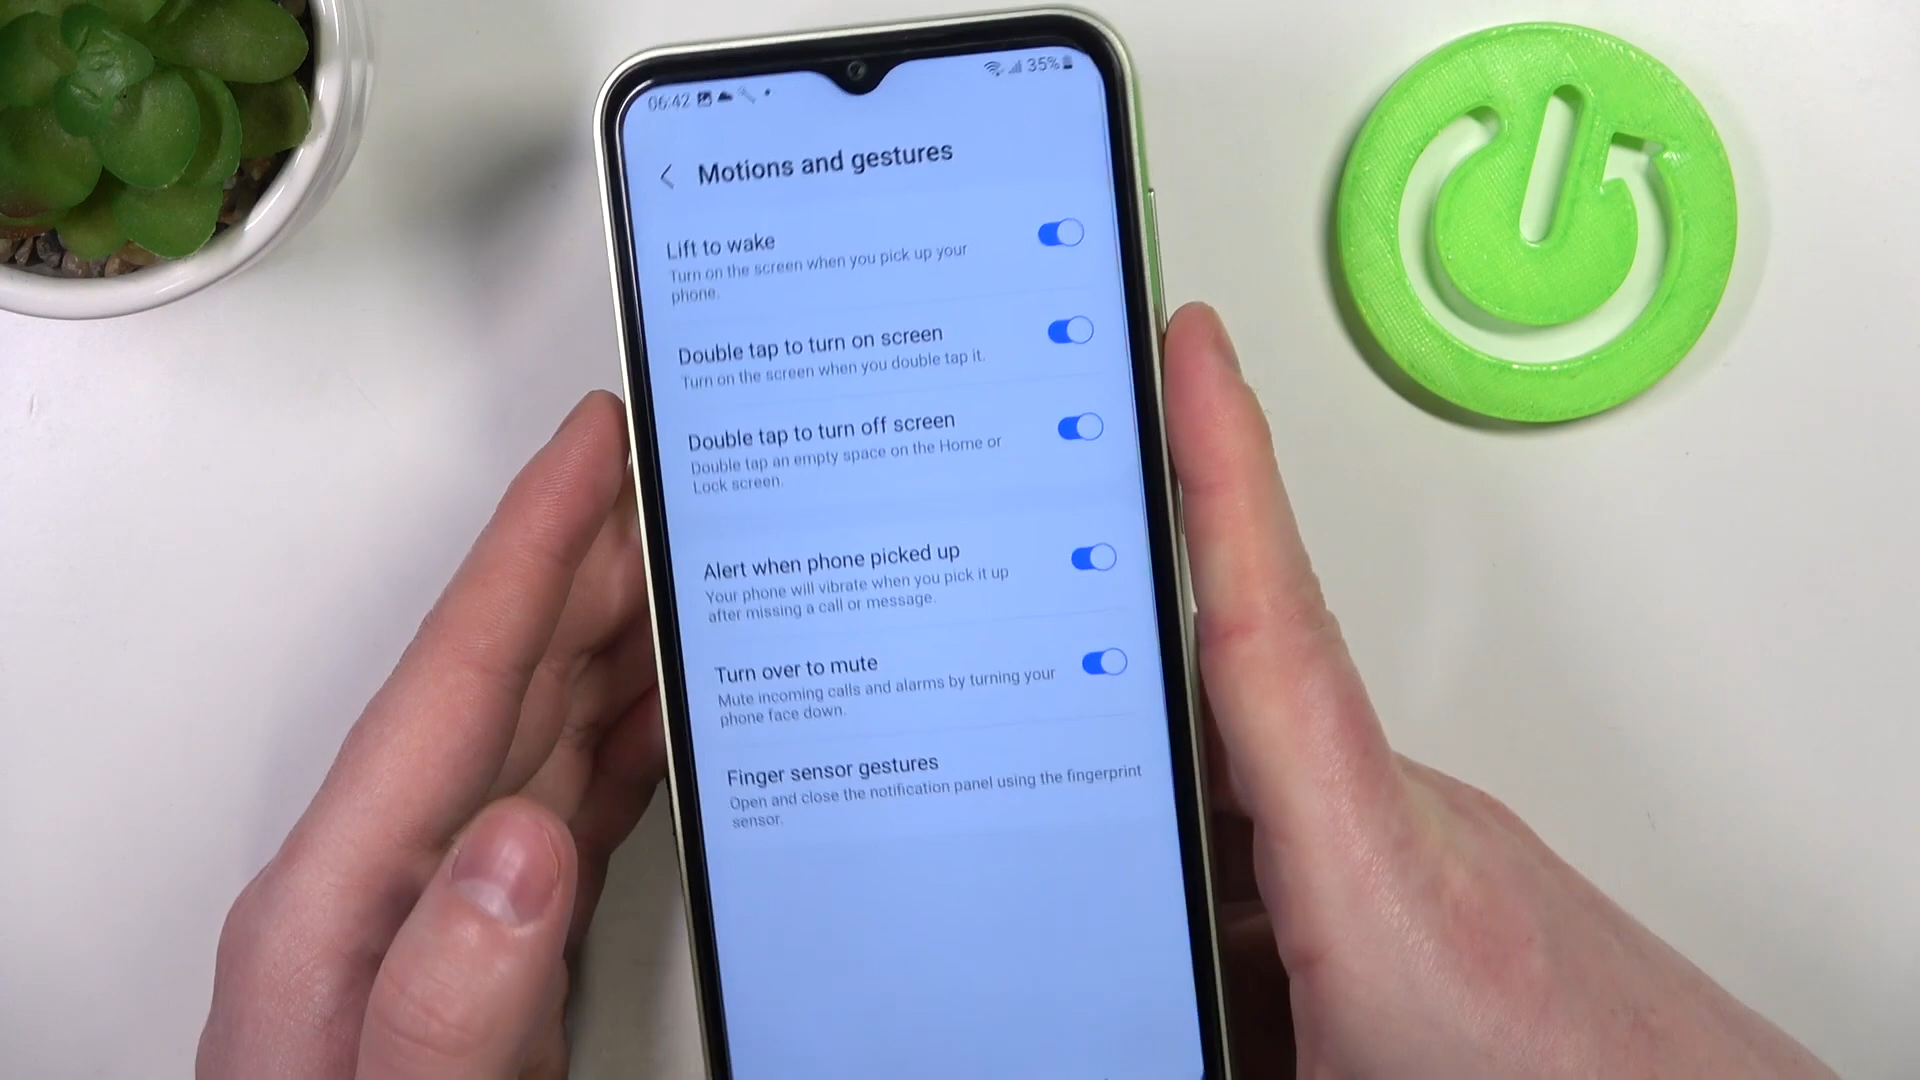 06:42
35%
Motions and gestures
Lift to wake
Turn on the screen when you pick up your
phone.
Double tap to turn on screen
Turn on the screen when you double tap it.
Double tap to turn off screen
Double tap an empty space on the Home or
Lock screen.
Alert when phone picked up
Your phone will vibrate when you pick it up
after missing a call or message.
Turn over to mute
Mute incoming calls and alarms by turning your
phone face down.
Finger sensor gestures
Open and close the notification panel using the fingerprint
sensor.